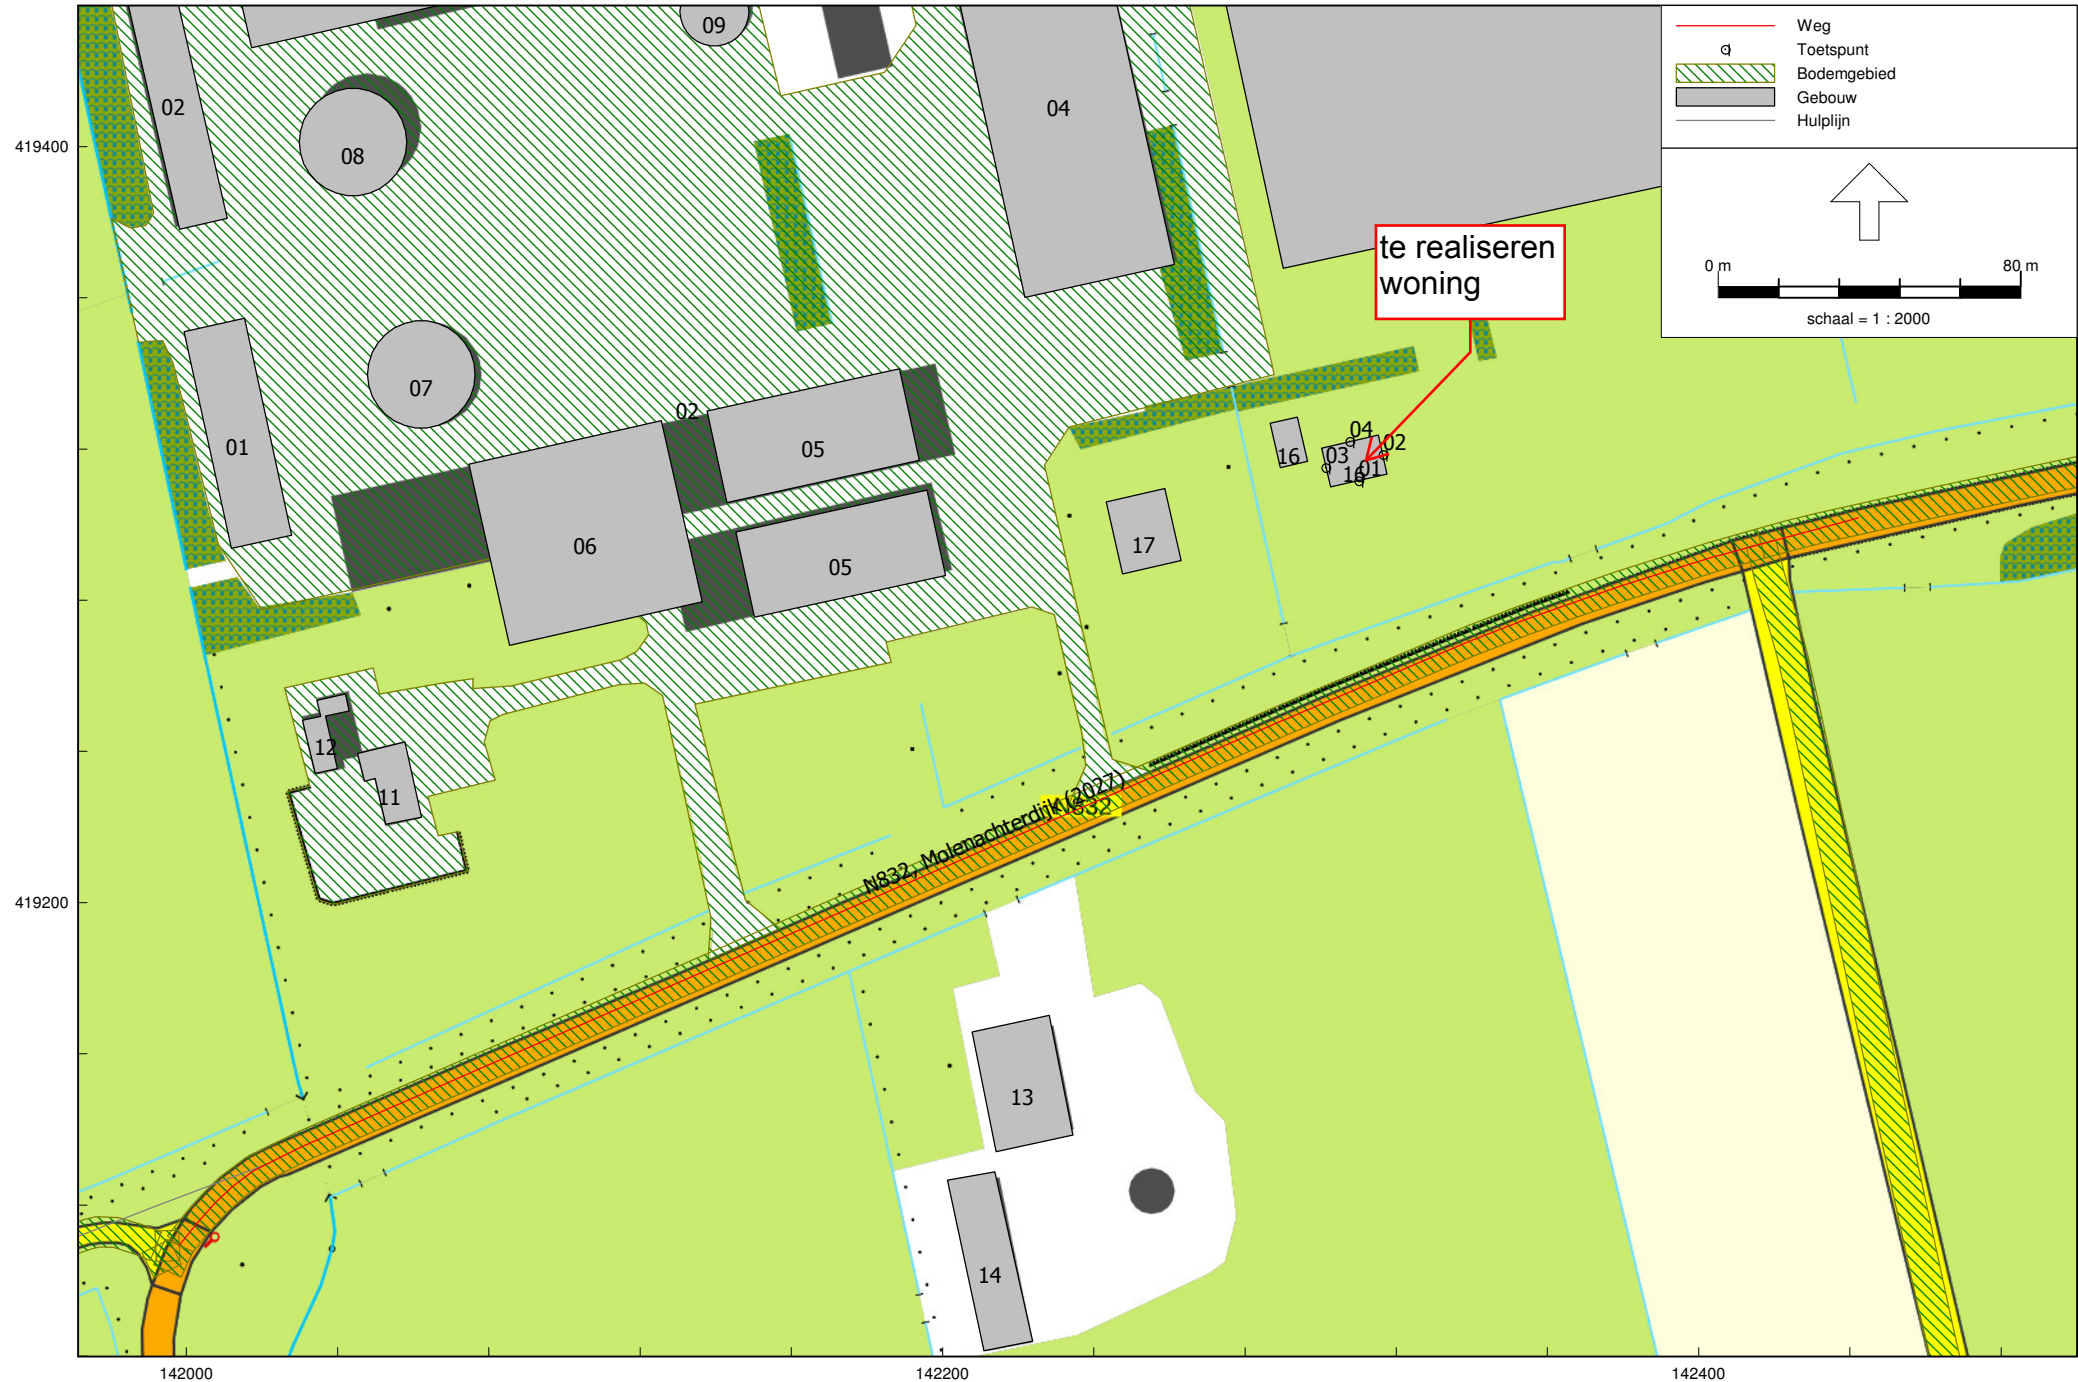 09
Weg
Toetspunt
Bodemgebied
Gebouw
Hulplijn
02
04
08
419400
te realiseren
woning
0 m
80 m
schaal = 1 : 2000
07
02
05
01
04
02
03
16
01
16
06
17
05
12
11
N832, Molenachterdijk (2027)
N832
419200
13
14
142000
142200
142400